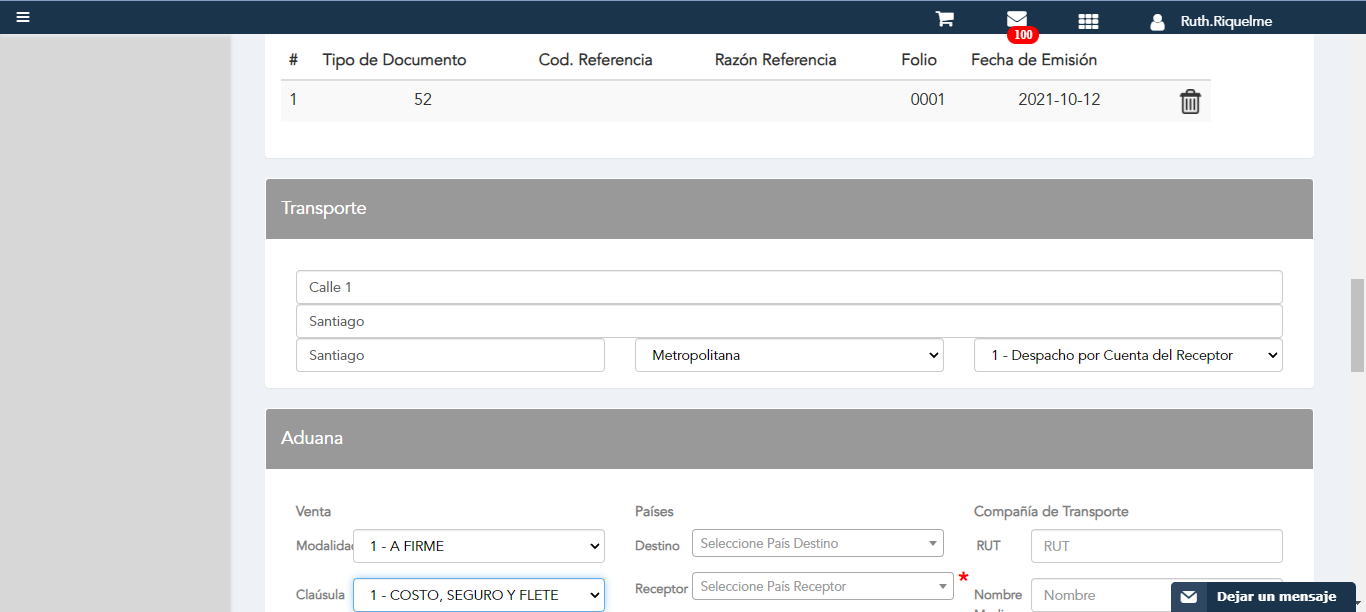 Ruth.Riquelme
100
# Tipo de Documento Cod. Referencia Razón Referencia Folio Fecha de Emisión
1 52 0001 2021-10-12
Transporte
Calle 1
Santiago
Santiago Metropolitana 1 - Despacho por Cuenta del Receptor
Aduana
Venta Países Compañía de Transporte
Modalidad 1 - A FIRME Destino Seleccione País Destino RUT RUT
Claúsula 1 - COSTO, SEGURO Y FLETE Receptor Seleccione País Receptor * Nombre Nombre
Dejar un mensaje